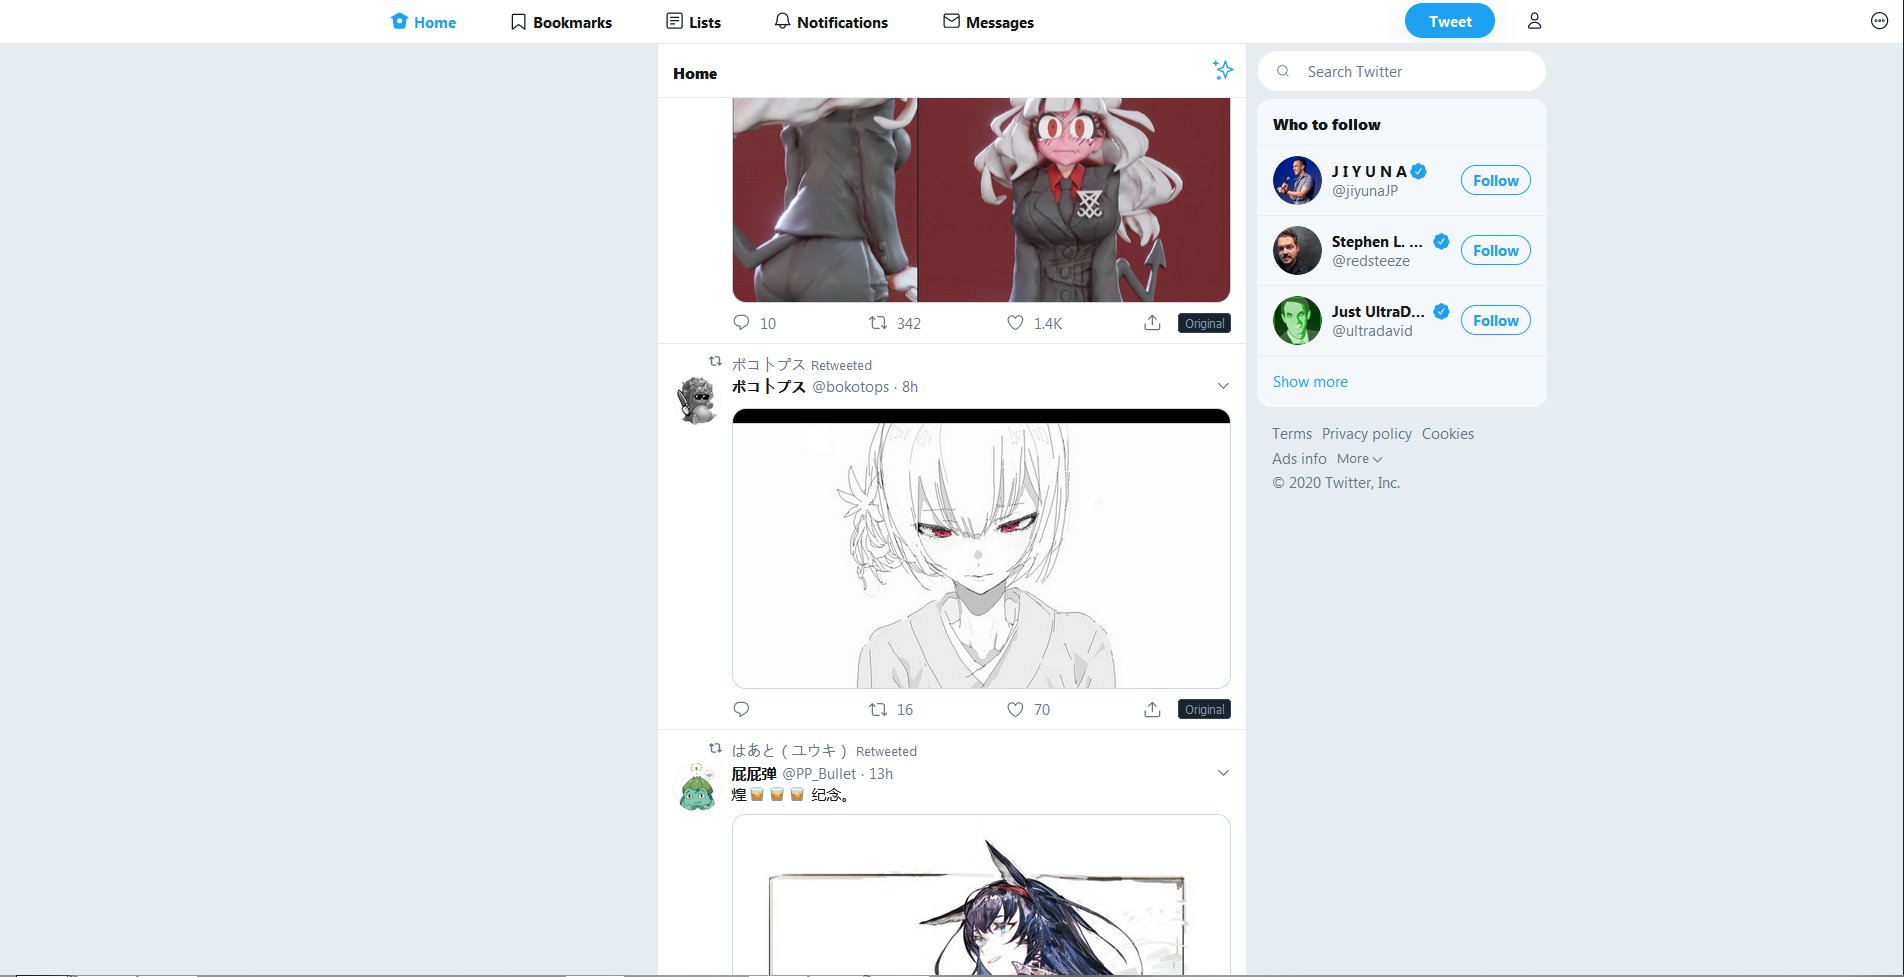 Home Bookmarks Lists Notifications Messages Tweet
Home
Search Twitter
Who to follow
J I Y U N A
@jiyunaJP
Follow
Stephen L. ...
@redsteeze
Follow
Just UltraD...
@ultradavid
Follow
Show more
Terms Privacy policy Cookies
Ads info More
© 2020 Twitter, Inc.
10 342 1.4K Original
ボコトプス Retweeted
ボコトプス @bokotops · 8h
16 70 Original
はあと（ユウキ） Retweeted
屁屁弹 @PP_Bullet · 13h
煌🥃🥃🥃 纪念。